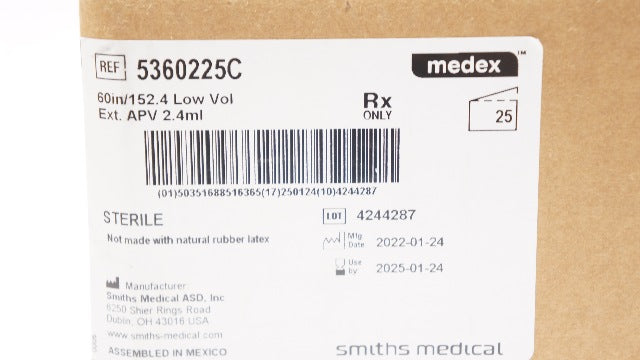 REF 5360225C
medex™
60in/152.4 Low Vol
Ext. APV 2.4ml
Rx
ONLY
25
(01)50351688516365(17)250124(10)4244287
STERILE
LOT 4244287
Not made with natural rubber latex
Mfg
Date 2022-01-24
Use
by: 2025-01-24
Manufacturer:
Smiths Medical ASD, Inc
6250 Shier Rings Road
Dublin, OH 43016 USA
www.smiths-medical.com
ASSEMBLED IN MEXICO
smiths medical